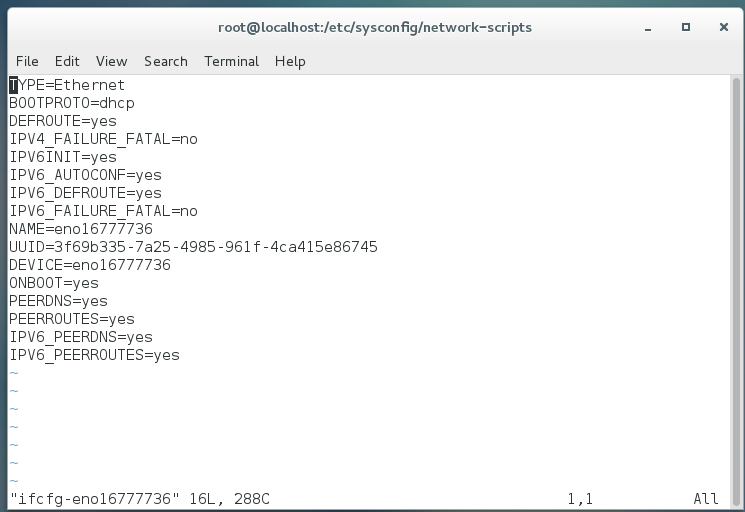 root@localhost:/etc/sysconfig/network-scripts
File Edit View Search Terminal Help
TYPE=Ethernet
BOOTPROTO=dhcp
DEFROUTE=yes
IPV4_FAILURE_FATAL=no
IPV6INIT=yes
IPV6_AUTOCONF=yes
IPV6_DEFROUTE=yes
IPV6_FAILURE_FATAL=no
NAME=eno16777736
UUID=3f69b335-7a25-4985-961f-4ca415e86745
DEVICE=eno16777736
ONBOOT=yes
PEERDNS=yes
PEERROUTES=yes
IPV6_PEERDNS=yes
IPV6_PEERROUTES=yes
~
~
~
~
~
~
~
"ifcfg-eno16777736" 16L, 288C 1,1 All